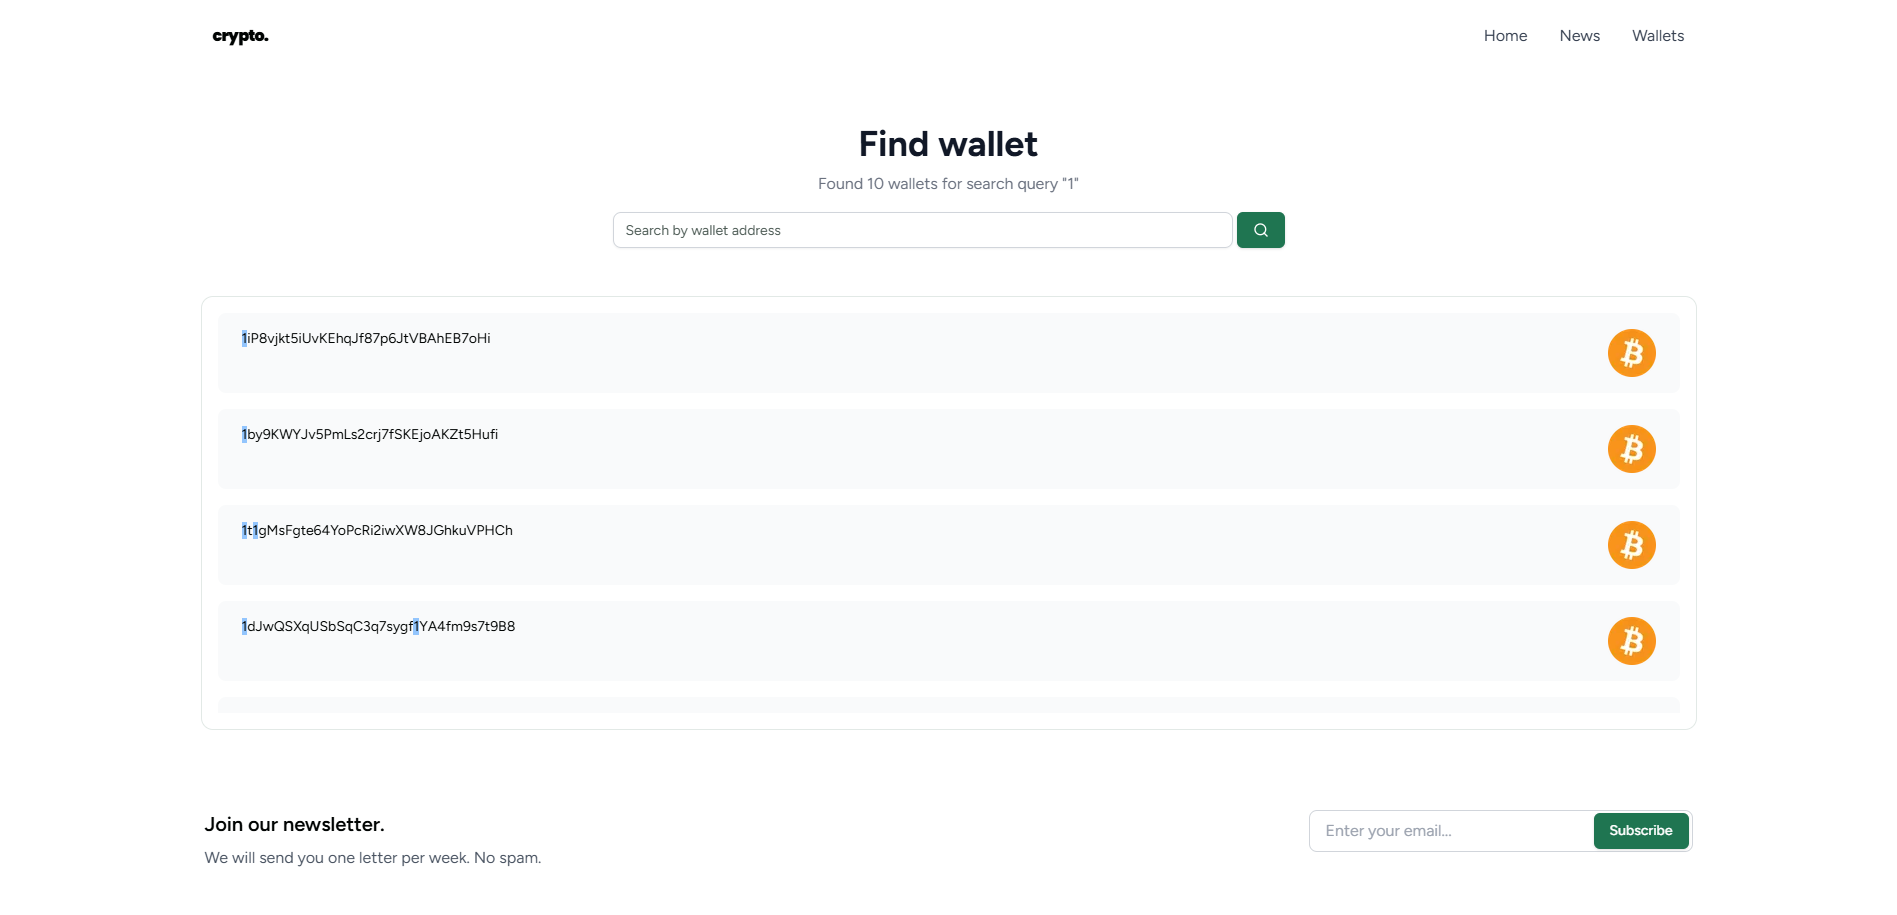 crypto.
Home News Wallets
Find wallet
Found 10 wallets for search query "1"
Search by wallet address
1iP8vjkt5iUvKEhqJf87p6JtVBAhEB7oHi
1by9KWYJv5PmLs2crj7fSKEjoAKZt5Hufi
1t1gMsFgte64YoPcRi2iwXW8JGhkuVPHCh
1dJwQSXqUSbSqC3q7sygf1YA4fm9s7t9B8
Join our newsletter.
We will send you one letter per week. No spam.
Enter your email...
Subscribe